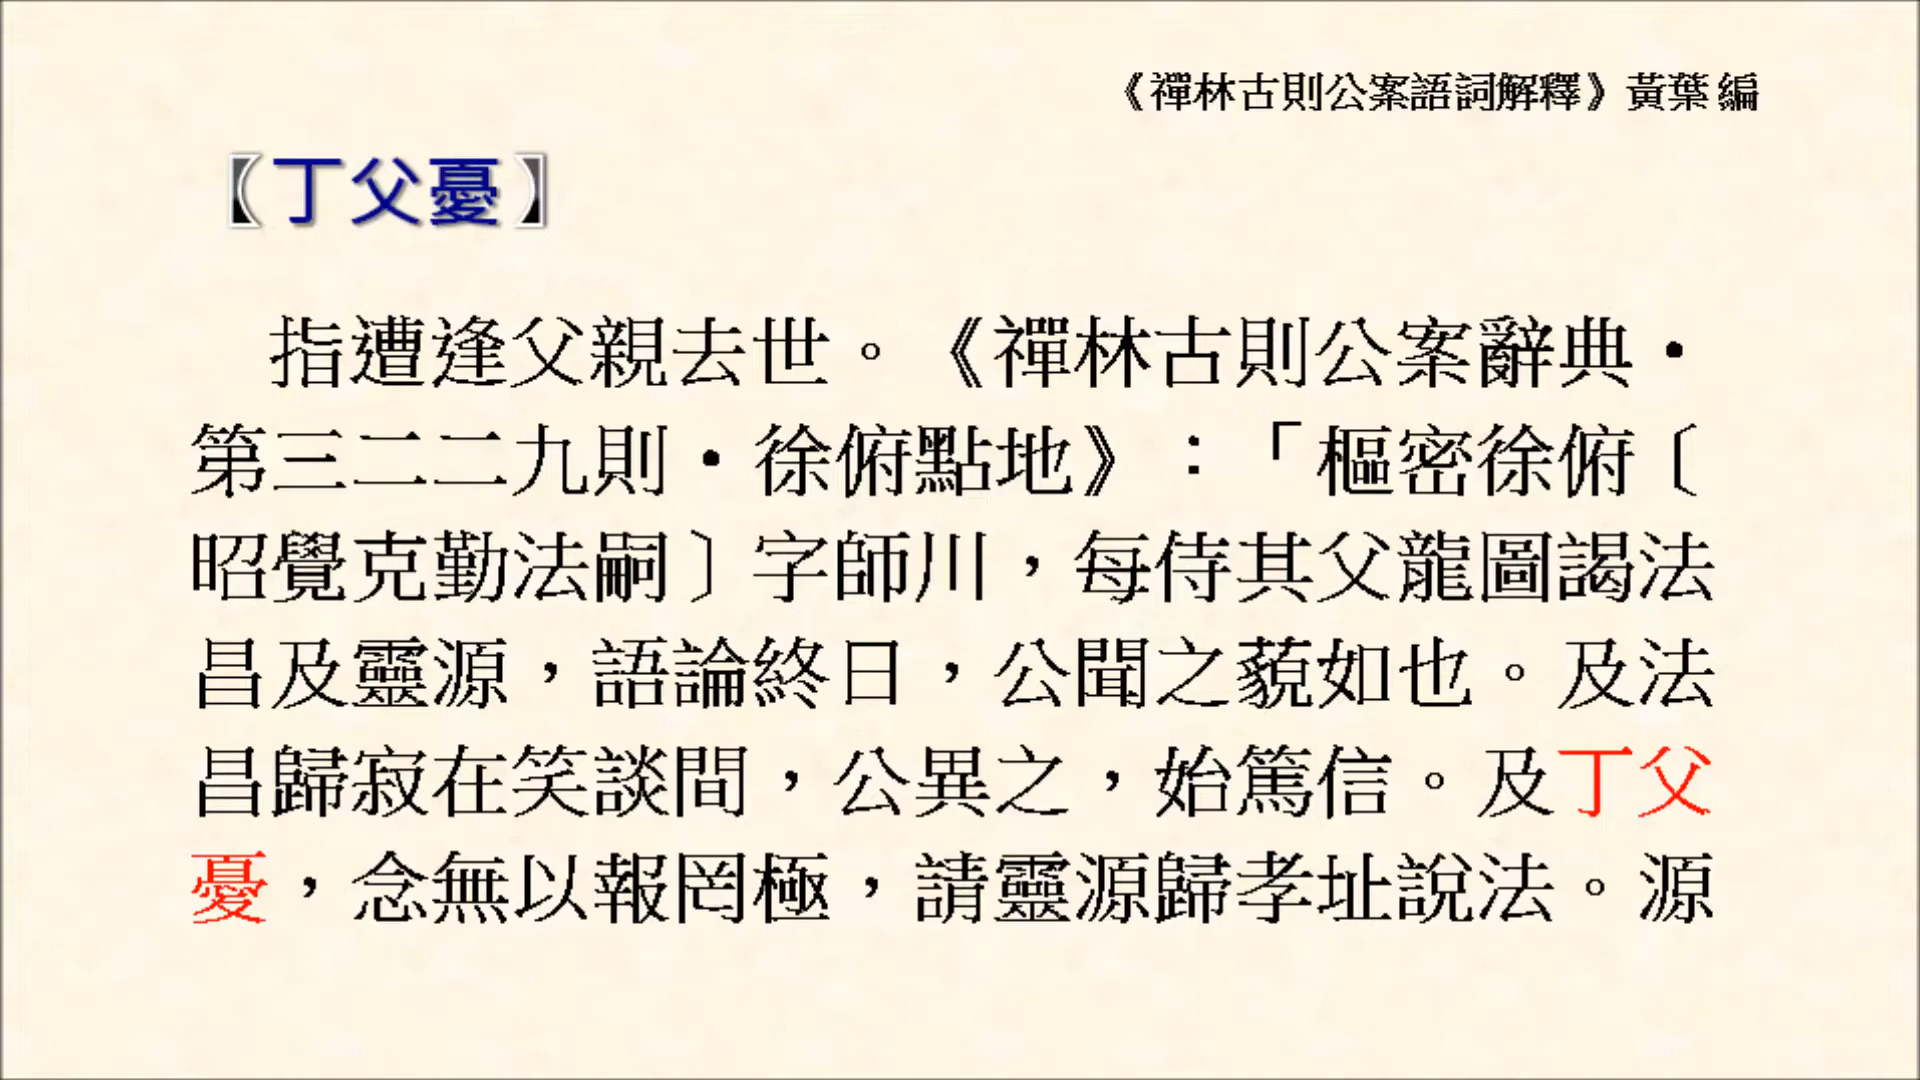 《禪林古則公案語詞解釋》黃葉 編
【丁父憂】
指遭逢父親去世。《禪林古則公案辭典・
第三二二九則・徐俯點地》：「樞密徐俯〔
昭覺克勤法嗣〕字師川，每侍其父龍圖謁法
昌及靈源，語論終日，公聞之藐如也。及法
昌歸寂在笑談間，公異之，始篤信。及丁父
憂，念無以報罔極，請靈源歸孝址說法。源